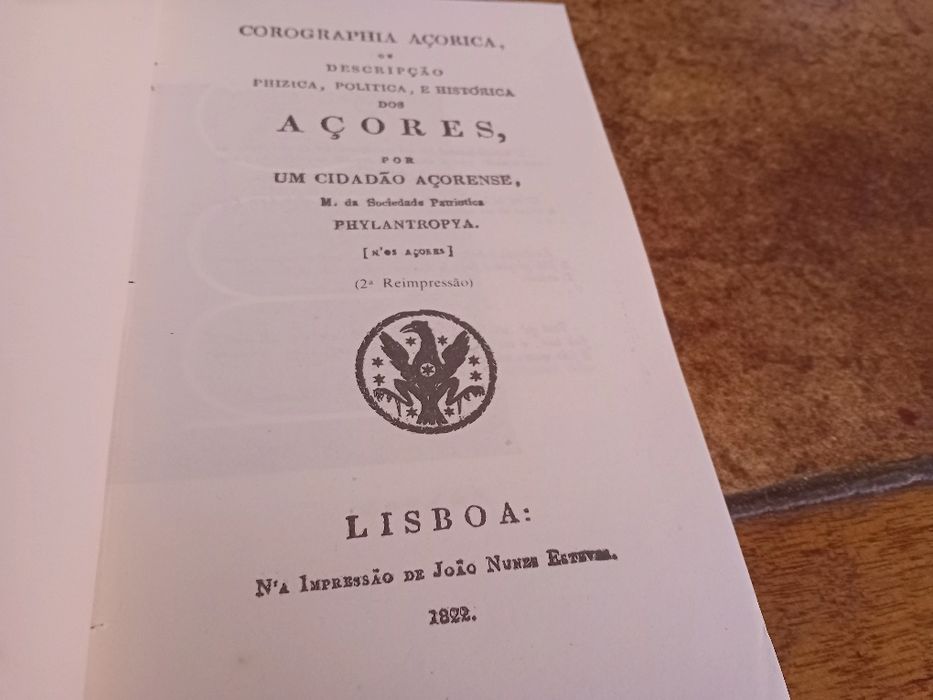 COROGRAPHIA AÇORICA,
OU
DESCRIPÇÃO
PHIZICA, POLITICA, E HISTÓRICA
DOS
AÇORES,
POR
UM CIDADÃO AÇORENSE,
M. da Sociedade Patriotica
PHYLANTROPYA.
[N'OS AÇORES]
(2ª Reimpressão)
LISBOA:
N'A IMPRESSÃO DE JOÃO NUNES ESTEVES.
1822.